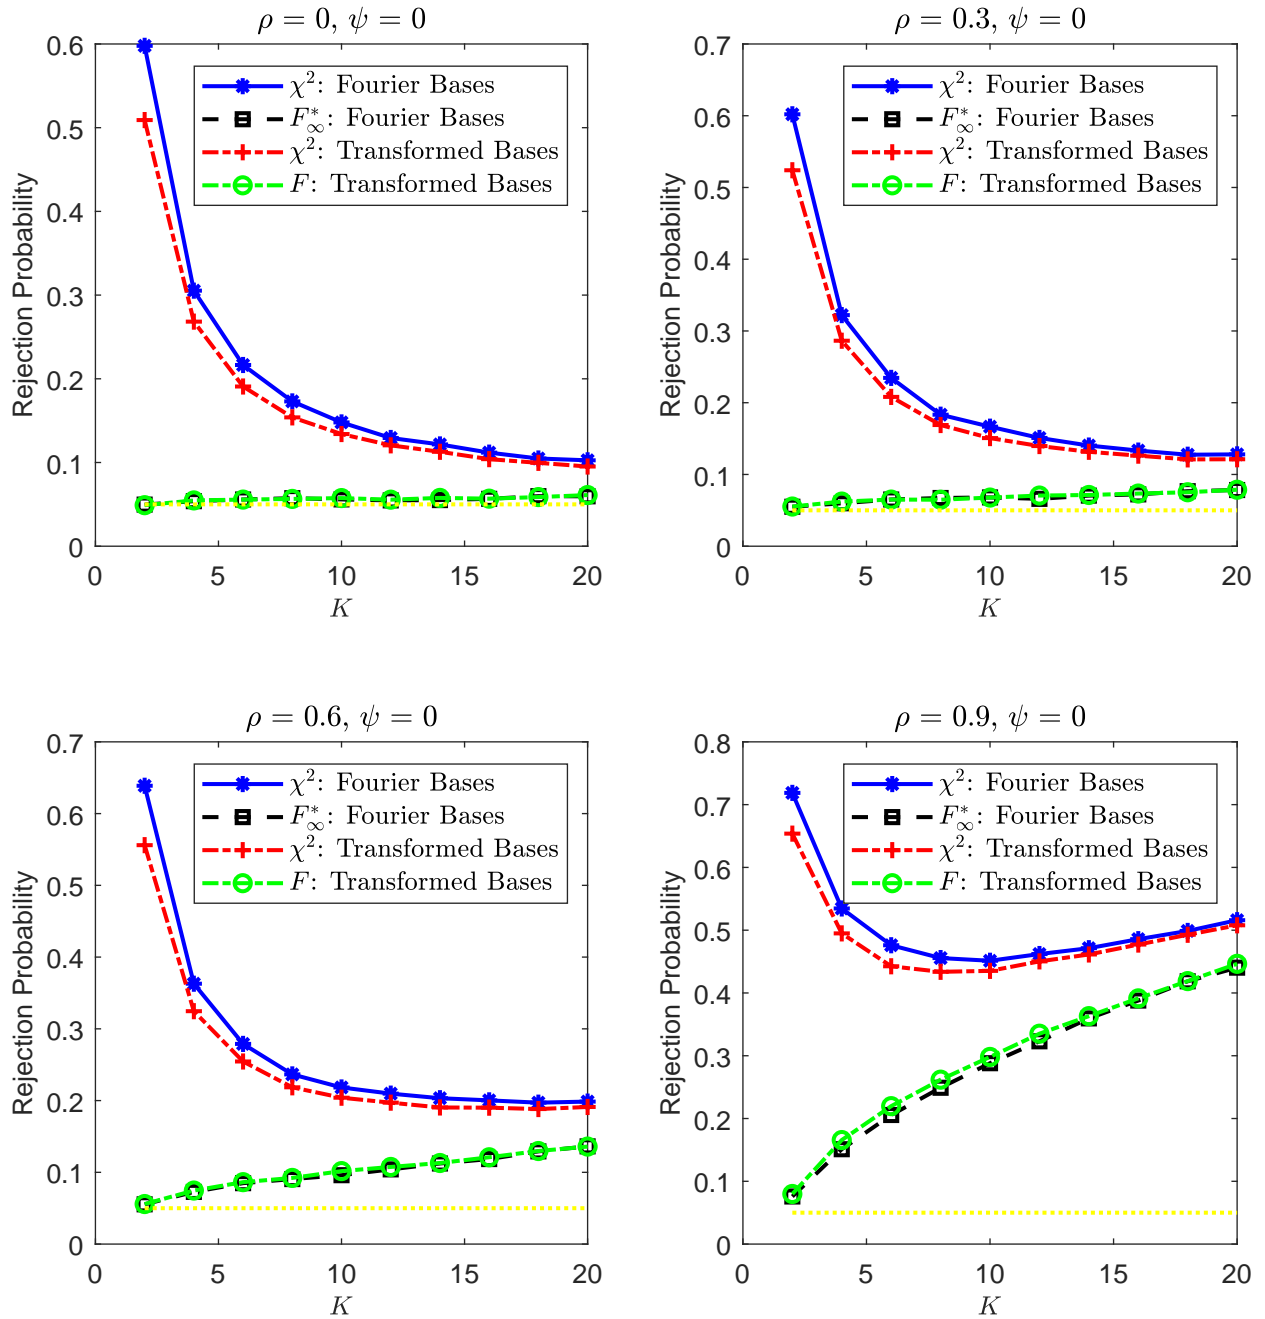 ρ = 0, ψ = 0
0.6
0.5
0.4
0.3
0.2
0.1
0
Rejection Probability
χ²: Fourier Bases
F*∞: Fourier Bases
χ²: Transformed Bases
F: Transformed Bases
0 5 10 15 20
K
ρ = 0.3, ψ = 0
0.7
0.6
0.5
0.4
0.3
0.2
0.1
0
Rejection Probability
χ²: Fourier Bases
F*∞: Fourier Bases
χ²: Transformed Bases
F: Transformed Bases
0 5 10 15 20
K
ρ = 0.6, ψ = 0
0.7
0.6
0.5
0.4
0.3
0.2
0.1
0
Rejection Probability
χ²: Fourier Bases
F*∞: Fourier Bases
χ²: Transformed Bases
F: Transformed Bases
0 5 10 15 20
K
ρ = 0.9, ψ = 0
0.8
0.7
0.6
0.5
0.4
0.3
0.2
0.1
0
Rejection Probability
χ²: Fourier Bases
F*∞: Fourier Bases
χ²: Transformed Bases
F: Transformed Bases
0 5 10 15 20
K